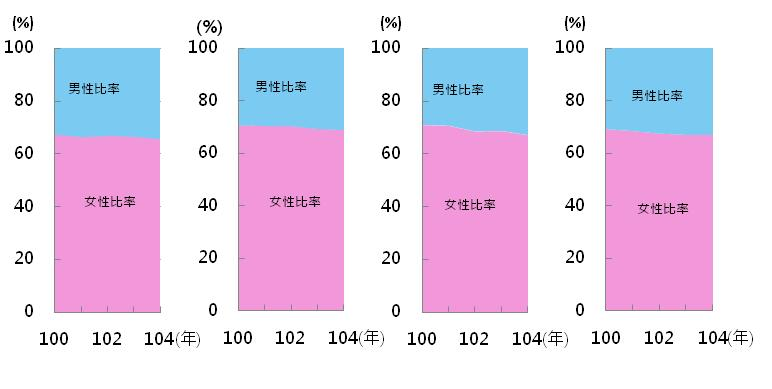 (%) (%) (%) (%)
100 100 100 100
男性比率 男性比率 男性比率 男性比率
80 80 80 80
60 60 60 60
女性比率 女性比率 女性比率 女性比率
40 40 40 40
20 20 20 20
0 0 0 0
100 102 104(年) 100 102 104(年) 100 102 104(年) 100 102 104(年)